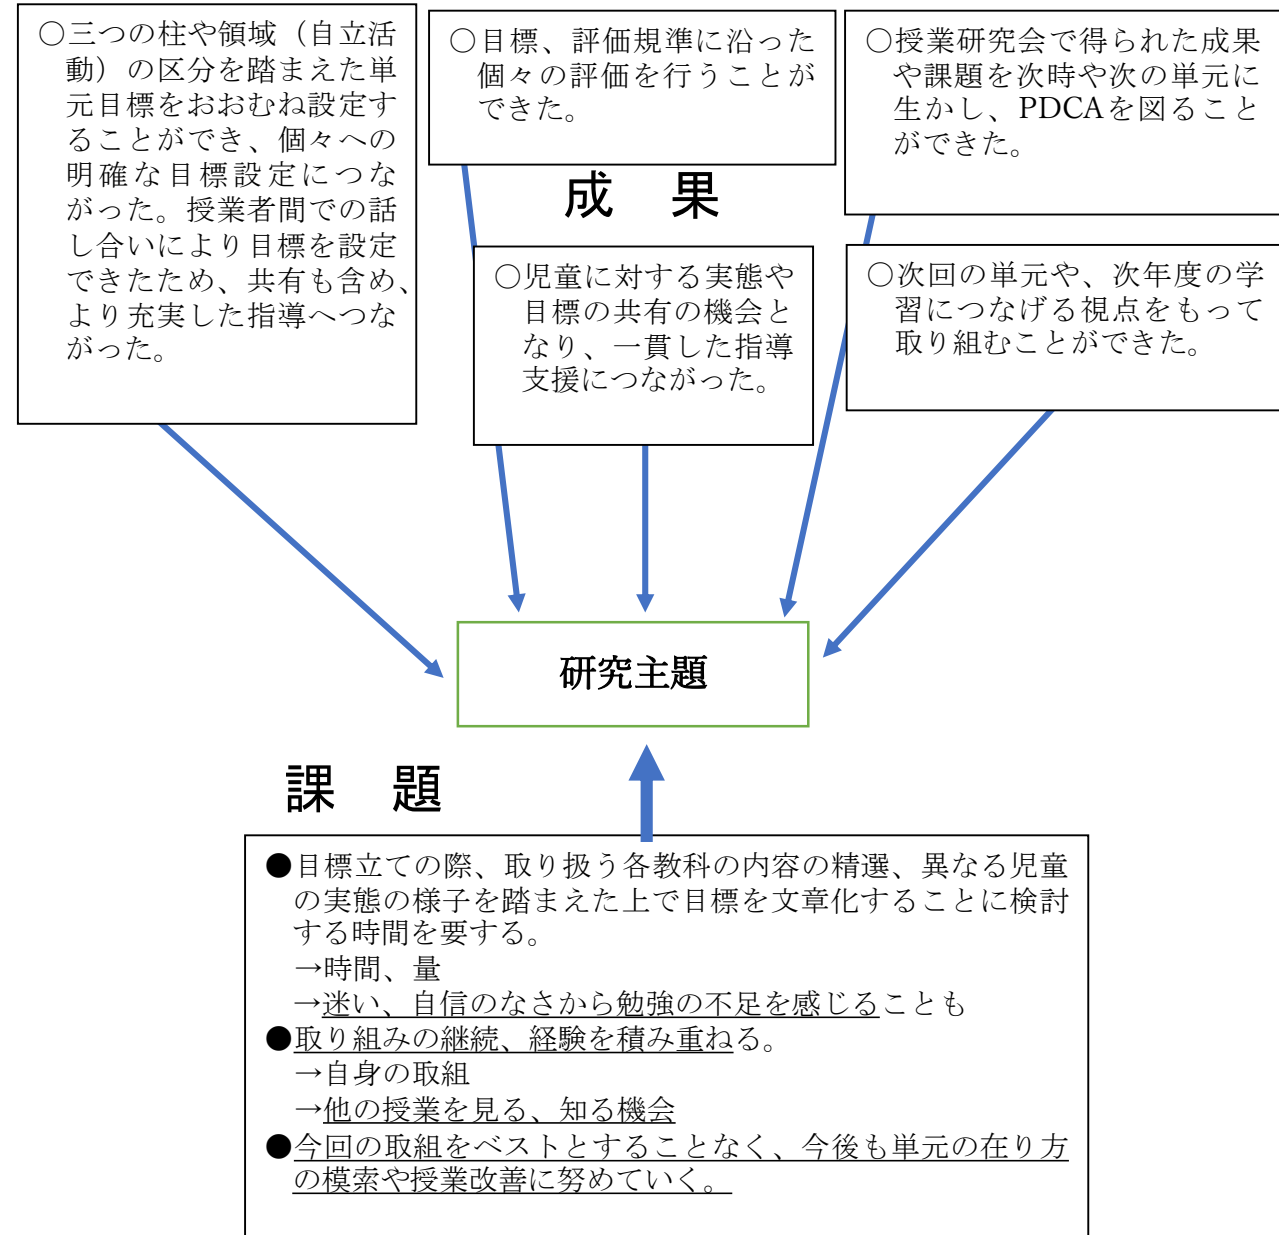 ○三つの柱や領域（自立活
動）の区分を踏まえた単
元目標をおおむね設定す
ることができ、個々への
明確な目標設定につな
がった。授業者間での話
し合いにより目標を設定
できたため、共有も含め、
より充実した指導へつな
がった。
○目標、評価規準に沿った
個々の評価を行うことが
できた。
○授業研究会で得られた成果
や課題を次時や次の単元に
生かし、PDCAを図ること
ができた。
成　果
○児童に対する実態や
目標の共有の機会と
なり、一貫した指導
支援につながった。
○次回の単元や、次年度の学
習につなげる視点をもって
取り組むことができた。
研究主題
課　題
●目標立ての際、取り扱う各教科の内容の精選、異なる児童
の実態の様子を踏まえた上で目標を文章化することに検討
する時間を要する。
→時間、量
→迷い、自信のなさから勉強の不足を感じることも
●取り組みの継続、経験を積み重ねる。
→自身の取組
→他の授業を見る、知る機会
●今回の取組をベストとすることなく、今後も単元の在り方
の模索や授業改善に努めていく。